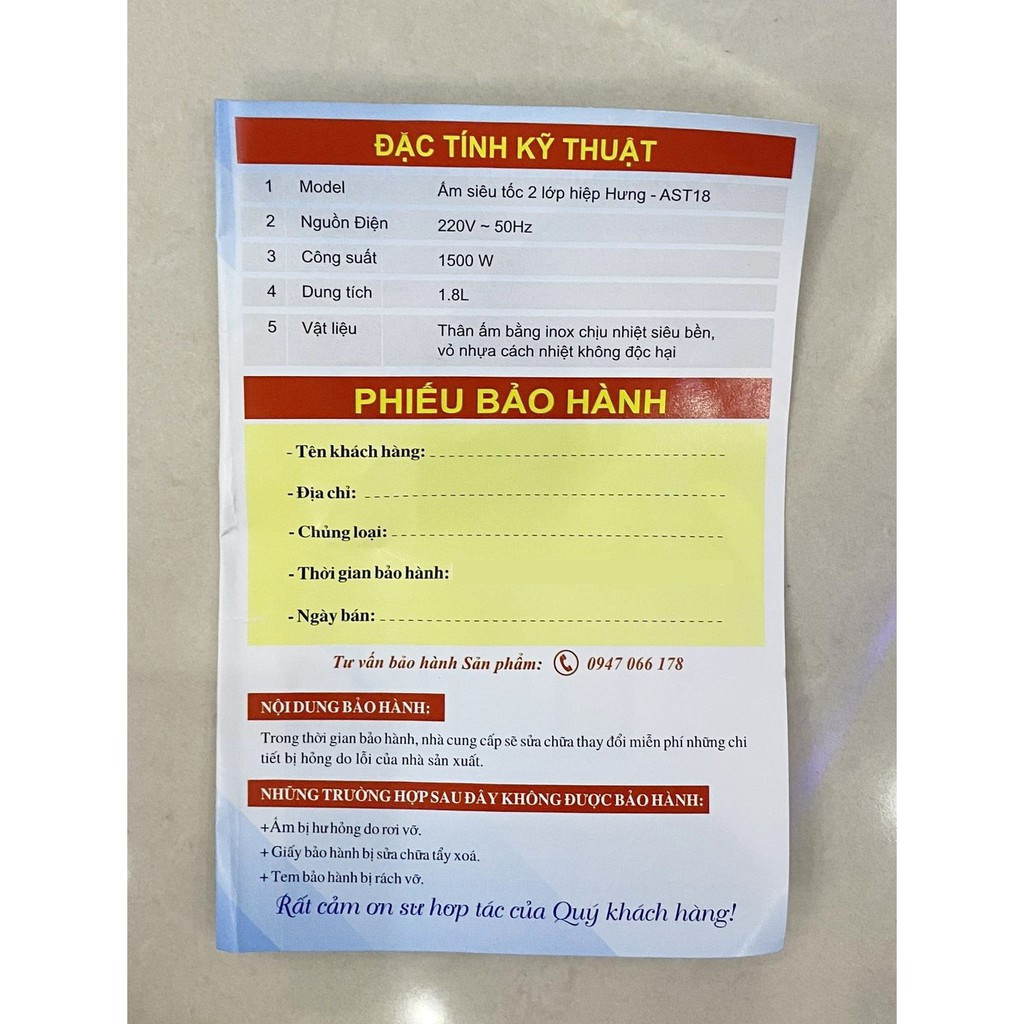 ĐẶC TÍNH KỸ THUẬT
1 Model Ấm siêu tốc 2 lớp hiệp Hưng - AST18
2 Nguồn Điện 220V ~ 50Hz
3 Công suất 1500 W
4 Dung tích 1.8L
5 Vật liệu Thân ấm bằng inox chịu nhiệt siêu bền,
vỏ nhựa cách nhiệt không độc hại
PHIẾU BẢO HÀNH
- Tên khách hàng:
- Địa chỉ:
- Chủng loại:
- Thời gian bảo hành:
- Ngày bán:
Tư vấn bảo hành Sản phẩm: 0947 066 178
NỘI DUNG BẢO HÀNH:
Trong thời gian bảo hành, nhà cung cấp sẽ sửa chữa thay đổi miễn phí những chi
tiết bị hỏng do lỗi của nhà sản xuất.
NHỮNG TRƯỜNG HỢP SAU ĐÂY KHÔNG ĐƯỢC BẢO HÀNH:
+Ấm bị hư hỏng do rơi vỡ.
+ Giấy bảo hành bị sửa chữa tẩy xoá.
+ Tem bảo hành bị rách vỡ.
Rất cảm ơn sư hơp tác của Quý khách hàng!